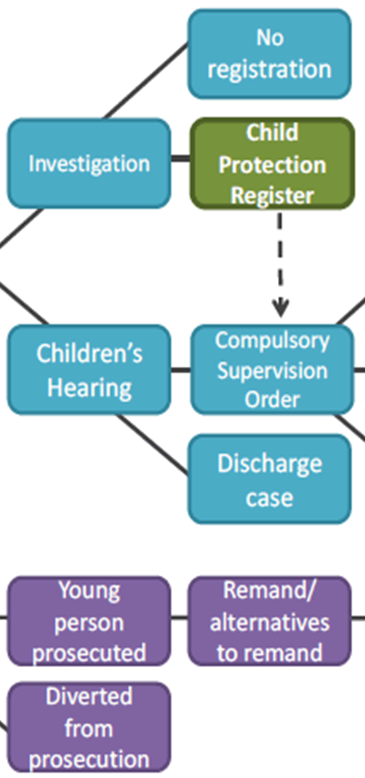 No
registration
Investigation
Child
Protection
Register
Children's
Hearing
Compulsory
Supervision
Order
Discharge
case
Young
person
prosecuted
Remand/
alternatives
to remand
Diverted
from
prosecution